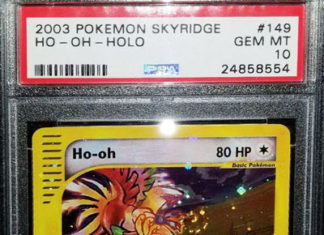 2003 POKEMON SKYRIDGE #149
HO - OH - HOLO GEM MT
10
24858554
Ho-oh 80 HP
Basic Pokémon